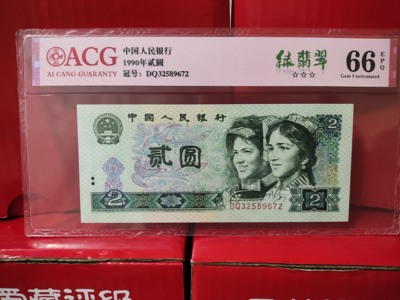 ACG
AI CANG GUARANTY
中国人民银行
1990年贰圆
冠号: DQ32589672
绿翡翠
☆☆☆
66 EPQ
Gem Uncirculated
中国人民银行
贰圆
2
DQ32589672
2
2